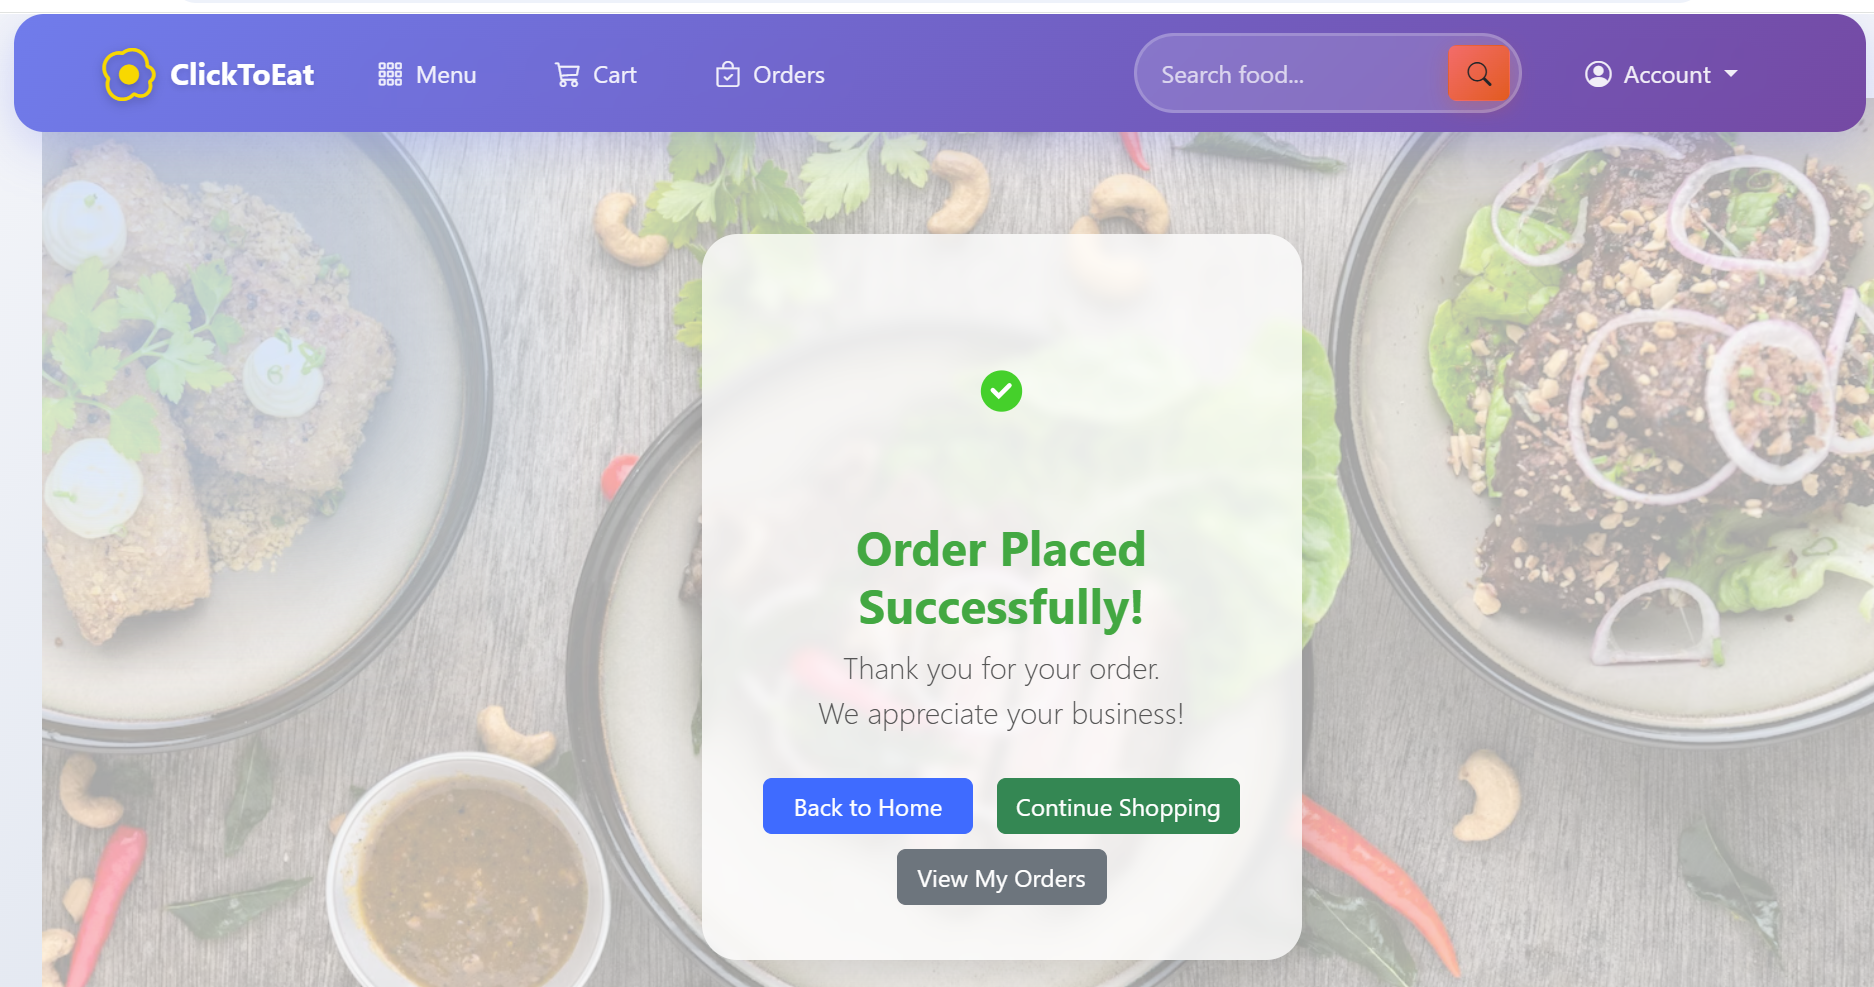 ClickToEat
Menu
Cart
Orders
Search food...
Account
Order Placed
Successfully!
Thank you for your order.
We appreciate your business!
Back to Home
Continue Shopping
View My Orders